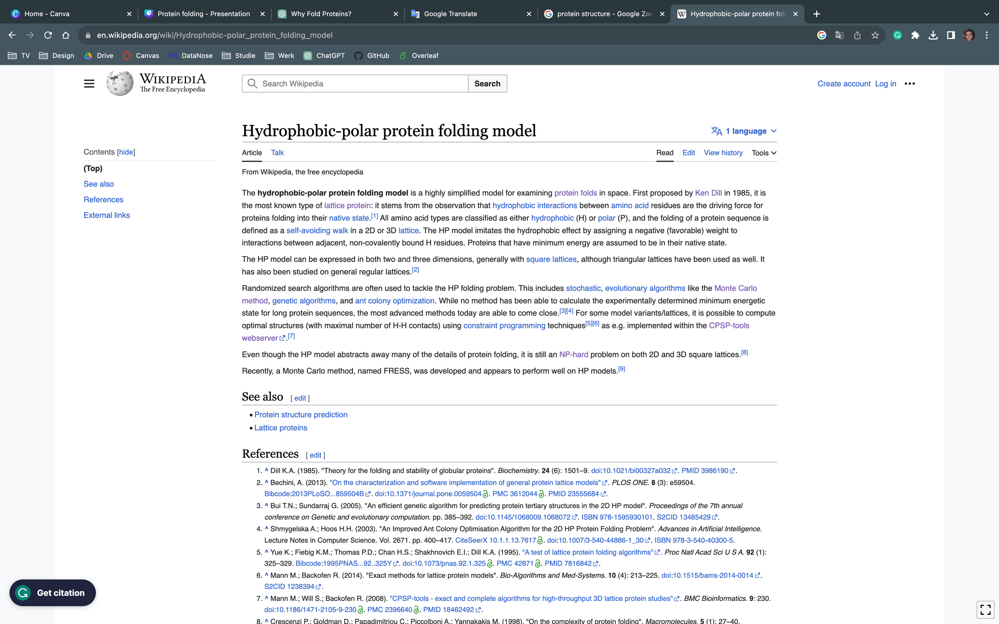 Home - Canva
Protein folding - Presentation
Why Fold Proteins?
Google Translate
protein structure - Google Zoe
Hydrophobic-polar protein fol
en.wikipedia.org/wiki/Hydrophobic-polar_protein_folding_model
TV
Design
Drive
Canvas
DN DataNose
Studie
Werk
ChatGPT
GitHub
Overleaf
WIKIPEDIA
The Free Encyclopedia
Search Wikipedia
Search
Create account
Log in
Hydrophobic-polar protein folding model
1 language
Contents [hide]
(Top)
See also
References
External links
Article
Talk
Read
Edit
View history
Tools
From Wikipedia, the free encyclopedia
The hydrophobic-polar protein folding model is a highly simplified model for examining protein folds in space. First proposed by Ken Dill in 1985, it is
the most known type of lattice protein: it stems from the observation that hydrophobic interactions between amino acid residues are the driving force for
proteins folding into their native state.[1] All amino acid types are classified as either hydrophobic (H) or polar (P), and the folding of a protein sequence is
defined as a self-avoiding walk in a 2D or 3D lattice. The HP model imitates the hydrophobic effect by assigning a negative (favorable) weight to
interactions between adjacent, non-covalently bound H residues. Proteins that have minimum energy are assumed to be in their native state.
The HP model can be expressed in both two and three dimensions, generally with square lattices, although triangular lattices have been used as well. It
has also been studied on general regular lattices.[2]
Randomized search algorithms are often used to tackle the HP folding problem. This includes stochastic, evolutionary algorithms like the Monte Carlo
method, genetic algorithms, and ant colony optimization. While no method has been able to calculate the experimentally determined minimum energetic
state for long protein sequences, the most advanced methods today are able to come close.[3][4] For some model variants/lattices, it is possible to compute
optimal structures (with maximal number of H-H contacts) using constraint programming techniques[5][6] as e.g. implemented within the CPSP-tools
webserver.[7]
Even though the HP model abstracts away many of the details of protein folding, it is still an NP-hard problem on both 2D and 3D square lattices.[8]
Recently, a Monte Carlo method, named FRESS, was developed and appears to perform well on HP models.[9]
See also [ edit ]
• Protein structure prediction
• Lattice proteins
References [ edit ]
1. ^ Dill K.A. (1985). "Theory for the folding and stability of globular proteins". Biochemistry. 24 (6): 1501–9. doi:10.1021/bi00327a032. PMID 3986190.
2. ^ Bechini, A. (2013). "On the characterization and software implementation of general protein lattice models". PLOS ONE. 8 (3): e59504.
Bibcode:2013PLoSO...859504B. doi:10.1371/journal.pone.0059504. PMC 3612044. PMID 23555684.
3. ^ Bui T.N.; Sundarraj G. (2005). "An efficient genetic algorithm for predicting protein tertiary structures in the 2D HP model". Proceedings of the 7th annual
conference on Genetic and evolutionary computation. pp. 385–392. doi:10.1145/1068009.1068072. ISBN 978-1595930101. S2CID 13485429.
4. ^ Shmygelska A.; Hoos H.H. (2003). "An Improved Ant Colony Optimisation Algorithm for the 2D HP Protein Folding Problem". Advances in Artificial Intelligence.
Lecture Notes in Computer Science. Vol. 2671. pp. 400–417. CiteSeerX 10.1.1.13.7617. doi:10.1007/3-540-44886-1_30. ISBN 978-3-540-40300-5.
5. ^ Yue K.; Fiebig K.M.; Thomas P.D.; Chan H.S.; Shakhnovich E.I.; Dill K.A. (1995). "A test of lattice protein folding algorithms". Proc Natl Acad Sci U S A. 92 (1):
325–329. Bibcode:1995PNAS...92..325Y. doi:10.1073/pnas.92.1.325. PMC 42871. PMID 7816842.
6. ^ Mann M.; Backofen R. (2014). "Exact methods for lattice protein models". Bio-Algorithms and Med-Systems. 10 (4): 213–225. doi:10.1515/bams-2014-0014.
S2CID 1238394.
7. ^ Mann M.; Will S.; Backofen R. (2008). "CPSP-tools - exact and complete algorithms for high-throughput 3D lattice protein studies". BMC Bioinformatics. 9: 230.
doi:10.1186/1471-2105-9-230. PMC 2396640. PMID 18462492.
8. ^ Crescenzi P.; Goldman D.; Papadimitriou C.; Piccolboni A.; Yannakakis M. (1998). "On the complexity of protein folding". Macromolecules. 5 (1): 27–40.
Get citation